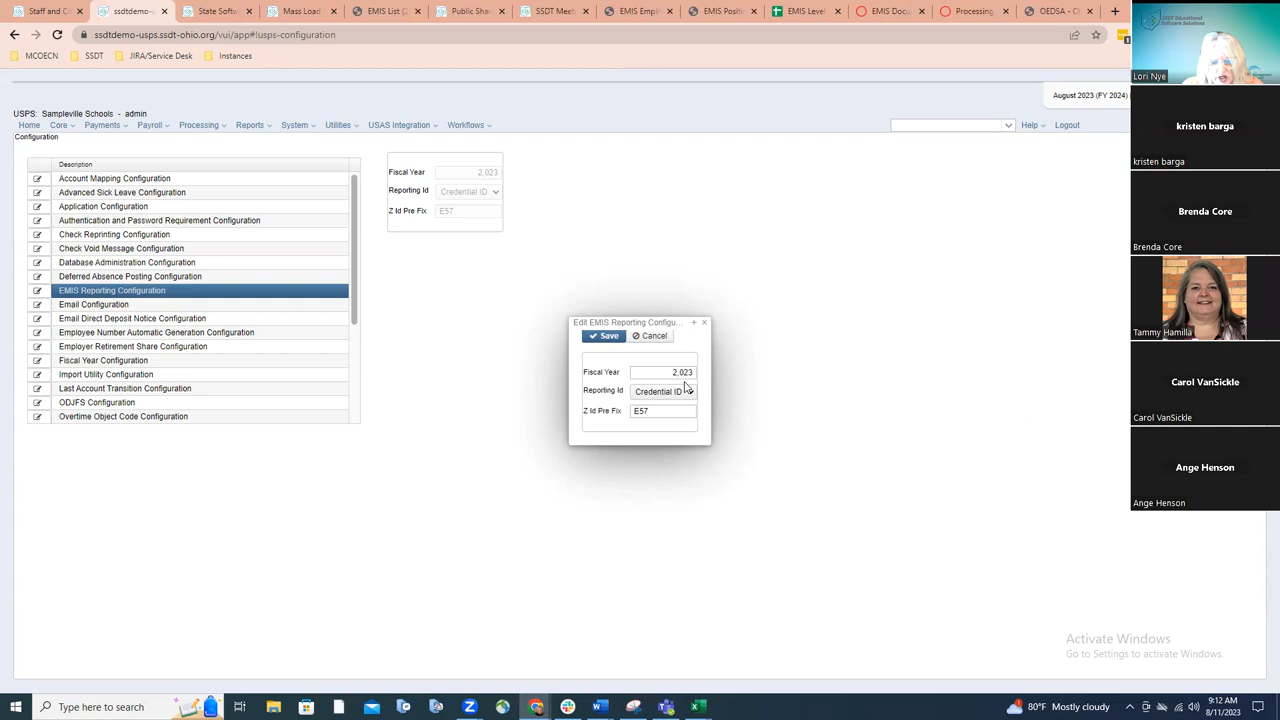 Staff and C
State Softw
Mass Load
EMIS List (2
Public Shar
SSDT Meet
EMIS Empl
EMIS Positi
EMIS Level
EMIS Docu
Processing
OEDSA - O
ssdtdemo-usps.ssdt-ohio.org/vui/app#!usps-configuration
MCOECN
SSDT
JIRA/Service Desk
Instances
SSDT Educational
Software Solutions
Lori Nye
August 2023 (FY 2024)
USPS: Sampleville Schools - admin
Home Core Payments Payroll Processing Reports System Utilities USAS Integration Workflows Help Logout
Configuration
Description
Account Mapping Configuration
Advanced Sick Leave Configuration
Application Configuration
Authentication and Password Requirement Configuration
Check Reprinting Configuration
Check Void Message Configuration
Database Administration Configuration
Deferred Absence Posting Configuration
EMIS Reporting Configuration
Email Configuration
Email Direct Deposit Notice Configuration
Employee Number Automatic Generation Configuration
Employer Retirement Share Configuration
Fiscal Year Configuration
Import Utility Configuration
Last Account Transition Configuration
ODJFS Configuration
Overtime Object Code Configuration
Fiscal Year 2,023
Reporting Id Credential ID
Z Id Pre Fix E57
Edit EMIS Reporting Configu...
Save Cancel
Fiscal Year 2,023
Reporting Id Credential ID
Z Id Pre Fix E57
kristen barga
kristen barga
Brenda Core
Brenda Core
Tammy Hamilla
Carol VanSickle
Carol VanSickle
Ange Henson
Ange Henson
Activate Windows
Go to Settings to activate Windows.
Type here to search
80°F Mostly cloudy
9:12 AM
8/11/2023